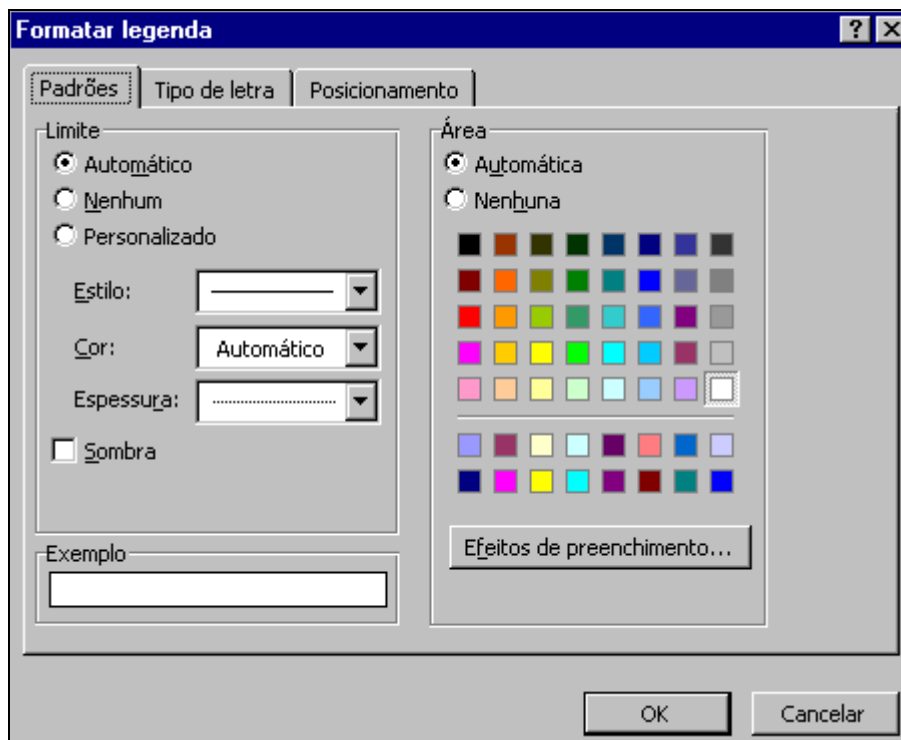 Formatar legenda
Padrões
Tipo de letra
Posicionamento
Limite
Automático
Nenhum
Personalizado
Estilo:
Cor:
Automático
Espessura:
Sombra
Exemplo
Área
Automática
Nenhuna
Efeitos de preenchimento...
OK
Cancelar